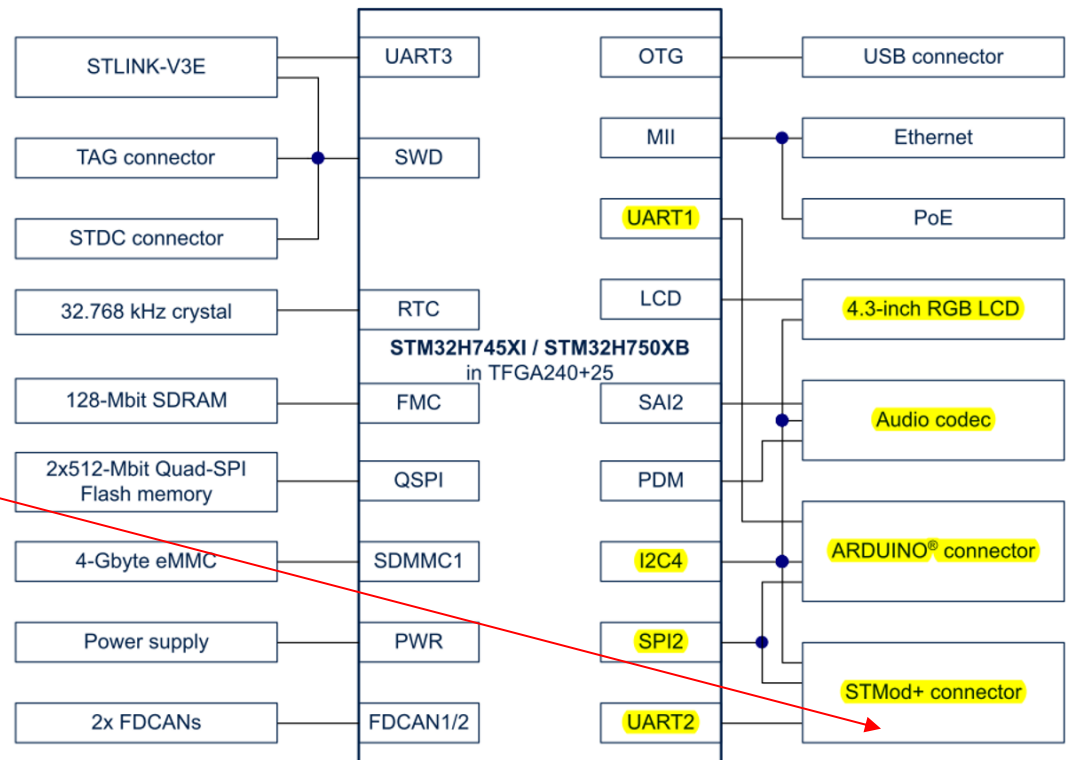 STLINK-V3E
UART3
OTG
USB connector
TAG connector
SWD
MII
Ethernet
STDC connector
UART1
PoE
32.768 kHz crystal
RTC
LCD
4.3-inch RGB LCD
STM32H745XI / STM32H750XB
in TFGA240+25
128-Mbit SDRAM
FMC
SAI2
Audio codec
2x512-Mbit Quad-SPI
Flash memory
QSPI
PDM
4-Gbyte eMMC
SDMMC1
I2C4
ARDUINO® connector
Power supply
PWR
SPI2
STMod+ connector
2x FDCANs
FDCAN1/2
UART2